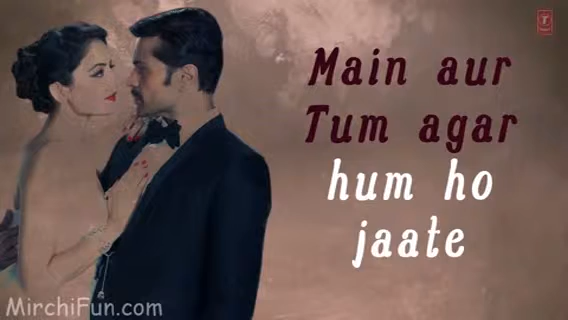 T
Main aur
Tum agar
hum ho
jaate
MirchiFun.com